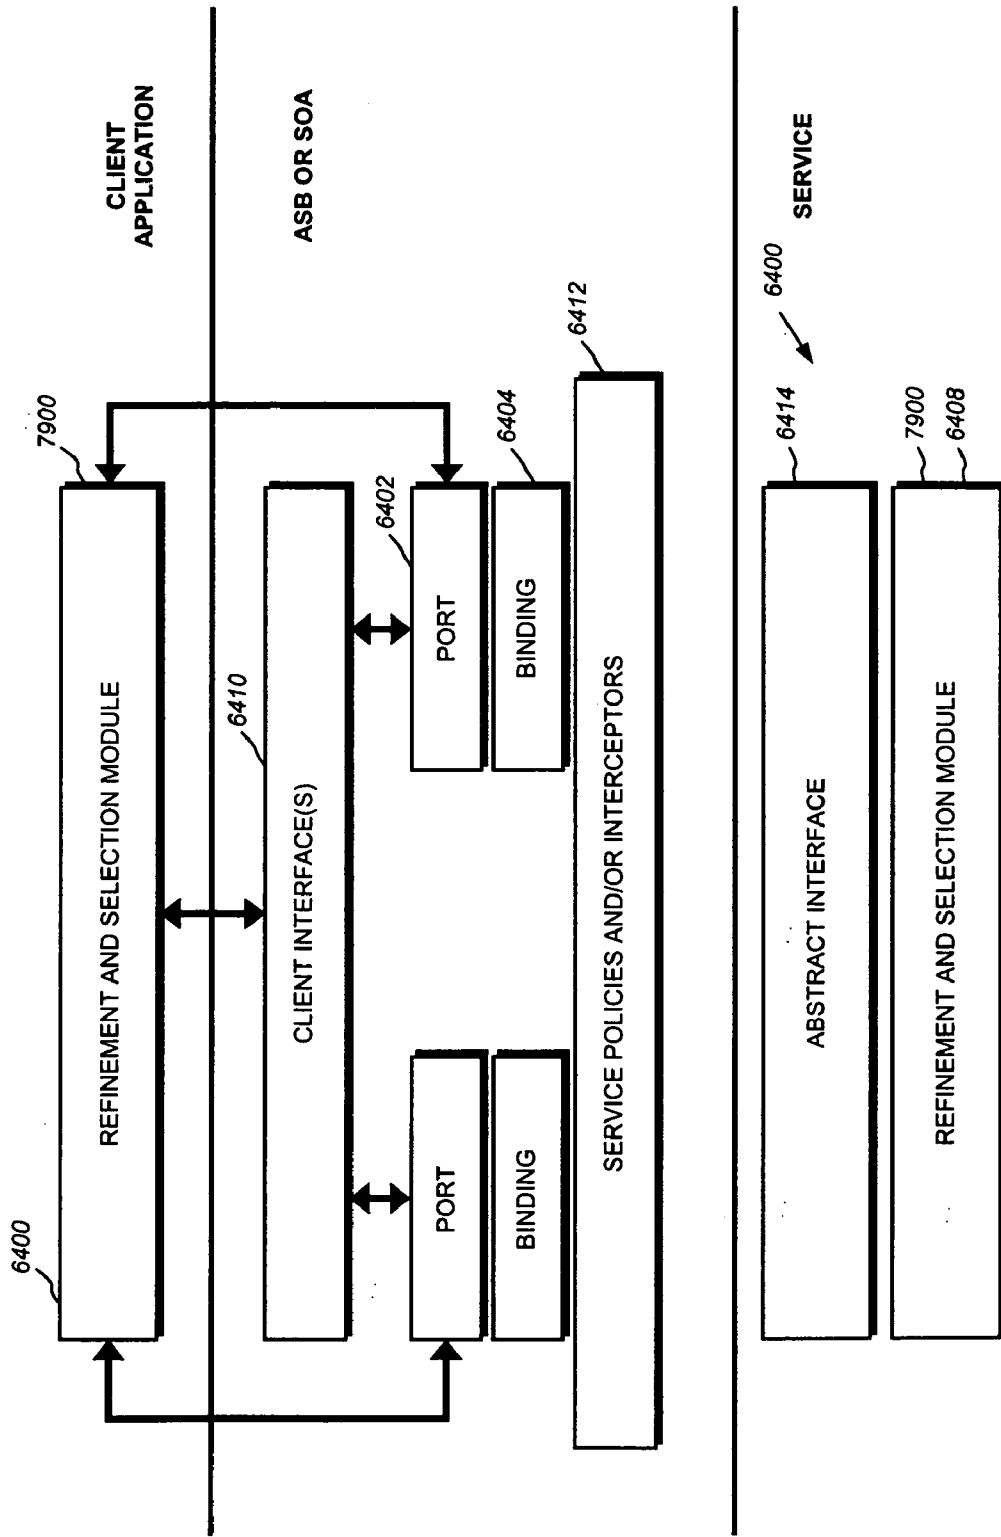 CLIENT
APPLICATION
7900
6400
REFINEMENT AND SELECTION MODULE
ASB OR SOA
6410
CLIENT INTERFACE(S)
6402
PORT
PORT
6404
BINDING
BINDING
6412
SERVICE POLICIES AND/OR INTERCEPTORS
SERVICE
6400
6414
ABSTRACT INTERFACE
7900
6408
REFINEMENT AND SELECTION MODULE